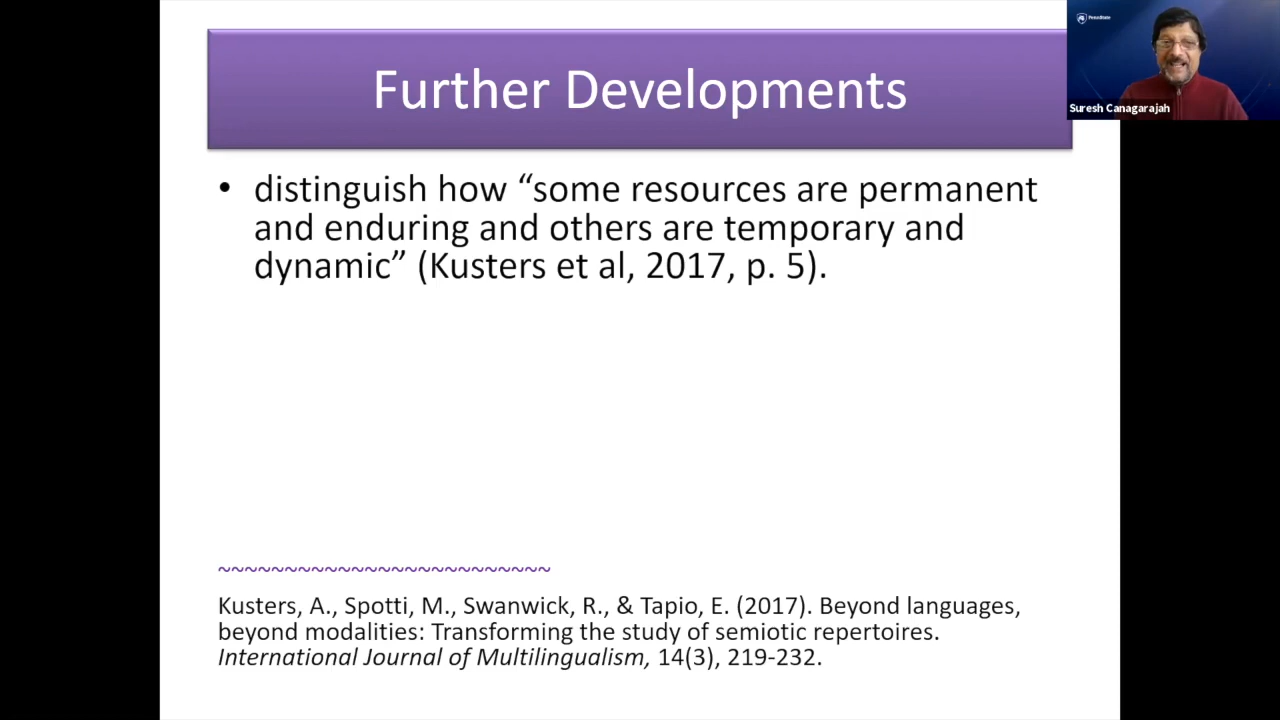 Further Developments
PennState
Suresh Canagarajah
• distinguish how “some resources are permanent
and enduring and others are temporary and
dynamic” (Kusters et al, 2017, p. 5).
~~~~~~~~~~~~~~~~~~~~~~~~~
Kusters, A., Spotti, M., Swanwick, R., & Tapio, E. (2017). Beyond languages,
beyond modalities: Transforming the study of semiotic repertoires.
International Journal of Multilingualism, 14(3), 219-232.